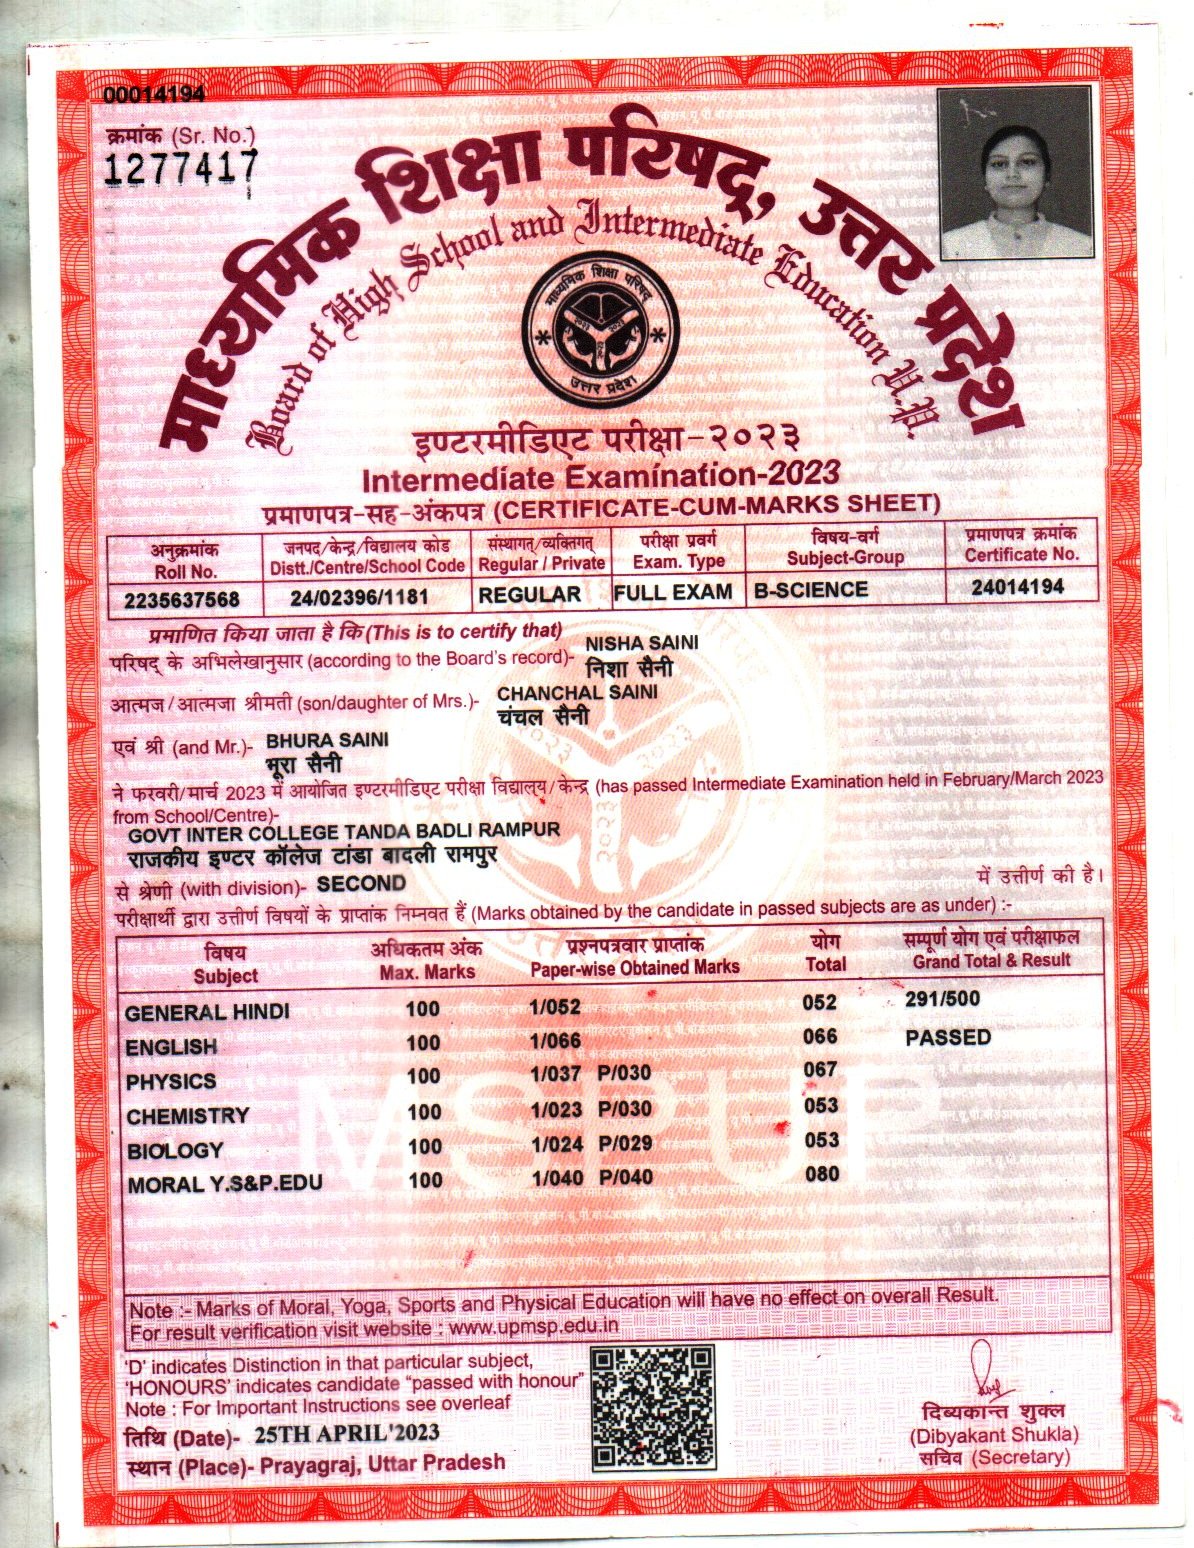 00014194
क्रमांक (Sr. No.)
1277417
माध्यमिक शिक्षा परिषद्, उत्तर प्रदेश
Board of High School and Intermediate Education U.P.
माध्यमिक शिक्षा परिषद्
उत्तर प्रदेश
इण्टरमीडिएट परीक्षा-२०२३
Intermediate Examination-2023
प्रमाणपत्र-सह-अंकपत्र (CERTIFICATE-CUM-MARKS SHEET)
अनुक्रमांक जनपद/केन्द्र/विद्यालय कोड संस्थागत्/व्यक्तिगत् परीक्षा प्रवर्ग विषय-वर्ग प्रमाणपत्र क्रमांक
Roll No. Distt./Centre/School Code Regular / Private Exam. Type Subject-Group Certificate No.
2235637568 24/02396/1181 REGULAR FULL EXAM B-SCIENCE 24014194
प्रमाणित किया जाता है कि (This is to certify that)
परिषद् के अभिलेखानुसार (according to the Board's record)- NISHA SAINI
निशा सैनी
आत्मज/आत्मजा श्रीमती (son/daughter of Mrs.)- CHANCHAL SAINI
चंचल सैनी
एवं श्री (and Mr.)- BHURA SAINI
भूरा सैनी
ने फरवरी/मार्च 2023 में आयोजित इण्टरमीडिएट परीक्षा विद्यालय/केन्द्र (has passed Intermediate Examination held in February/March 2023
from School/Centre)-
GOVT INTER COLLEGE TANDA BADLI RAMPUR
राजकीय इण्टर कॉलेज टांडा बादली रामपुर
से श्रेणी (with division)- SECOND में उत्तीर्ण की है।
परीक्षार्थी द्वारा उत्तीर्ण विषयों के प्राप्तांक निम्नवत हैं (Marks obtained by the candidate in passed subjects are as under) :-
विषय अधिकतम अंक प्रश्नपत्रवार प्राप्तांक योग सम्पूर्ण योग एवं परीक्षाफल
Subject Max. Marks Paper-wise Obtained Marks Total Grand Total & Result
GENERAL HINDI 100 1/052 052 291/500
ENGLISH 100 1/066 066 PASSED
PHYSICS 100 1/037 P/030 067
CHEMISTRY 100 1/023 P/030 053
BIOLOGY 100 1/024 P/029 053
MORAL Y.S&P.EDU 100 1/040 P/040 080
MSPUP
Note :- Marks of Moral, Yoga, Sports and Physical Education will have no effect on overall Result.
For result verification visit website : www.upmsp.edu.in
'D' indicates Distinction in that particular subject,
'HONOURS' indicates candidate "passed with honour"
Note : For Important Instructions see overleaf
तिथि (Date)- 25TH APRIL'2023
स्थान (Place)- Prayagraj, Uttar Pradesh
दिब्यकान्त शुक्ल
(Dibyakant Shukla)
सचिव (Secretary)